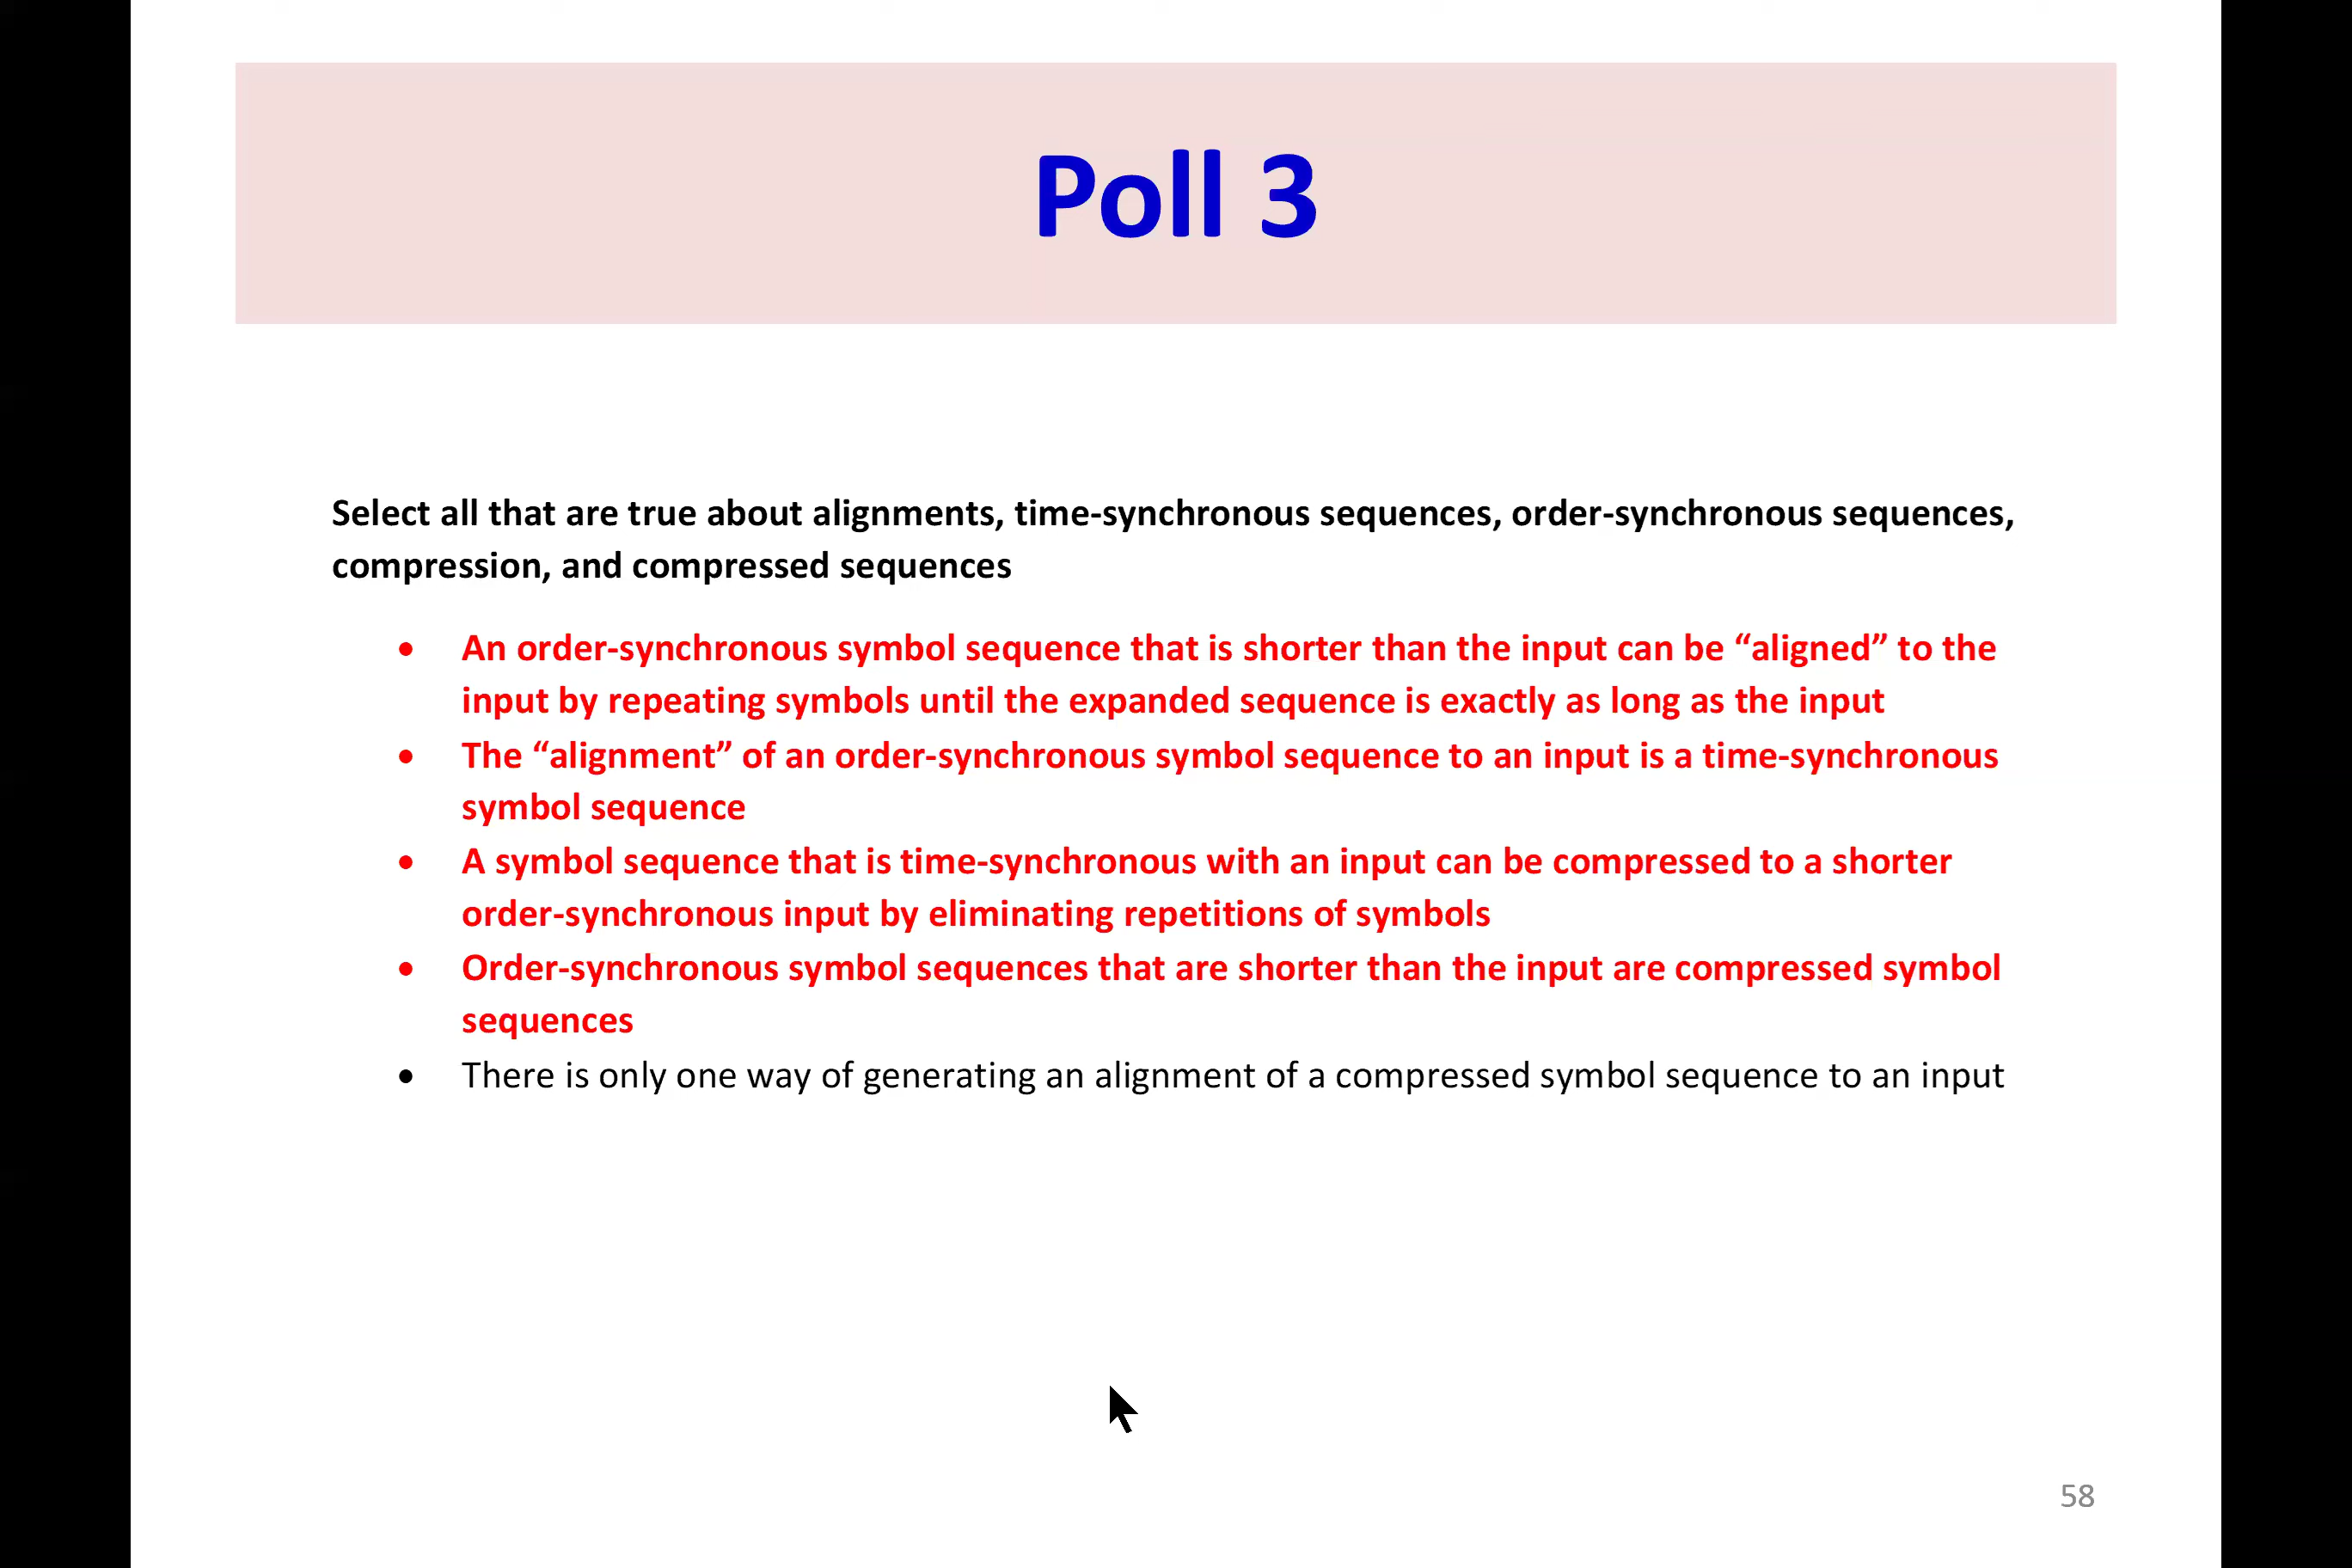 Poll 3
Select all that are true about alignments, time-synchronous sequences, order-synchronous sequences,
compression, and compressed sequences
• An order-synchronous symbol sequence that is shorter than the input can be “aligned” to the
input by repeating symbols until the expanded sequence is exactly as long as the input
• The “alignment” of an order-synchronous symbol sequence to an input is a time-synchronous
symbol sequence
• A symbol sequence that is time-synchronous with an input can be compressed to a shorter
order-synchronous input by eliminating repetitions of symbols
• Order-synchronous symbol sequences that are shorter than the input are compressed symbol
sequences
• There is only one way of generating an alignment of a compressed symbol sequence to an input
58